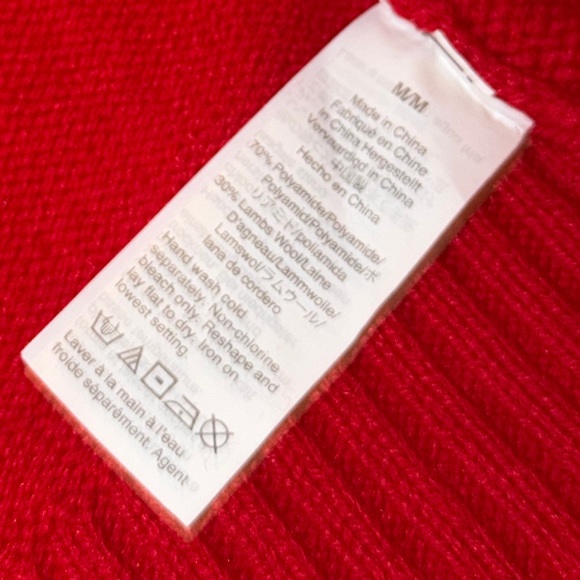 M/M
Made in China
Fabriqué en Chine
in China Hergestellt
Vervaardigd in China
中国製
Hecho en China
70% Polyamide/Polyamide/
Polyamid/Polyamide/ポ
リアミド/poliamida
30% Lambs Wool/Laine
D'agneau/Lammwolle/
Lamswol/ラムウール/
lana de cordero
Hand wash cold
separately. Non-chlorine
bleach only. Reshape and
lay flat to dry. Iron on
lowest setting
Laver à la main à l'eau
froide séparément. Agent